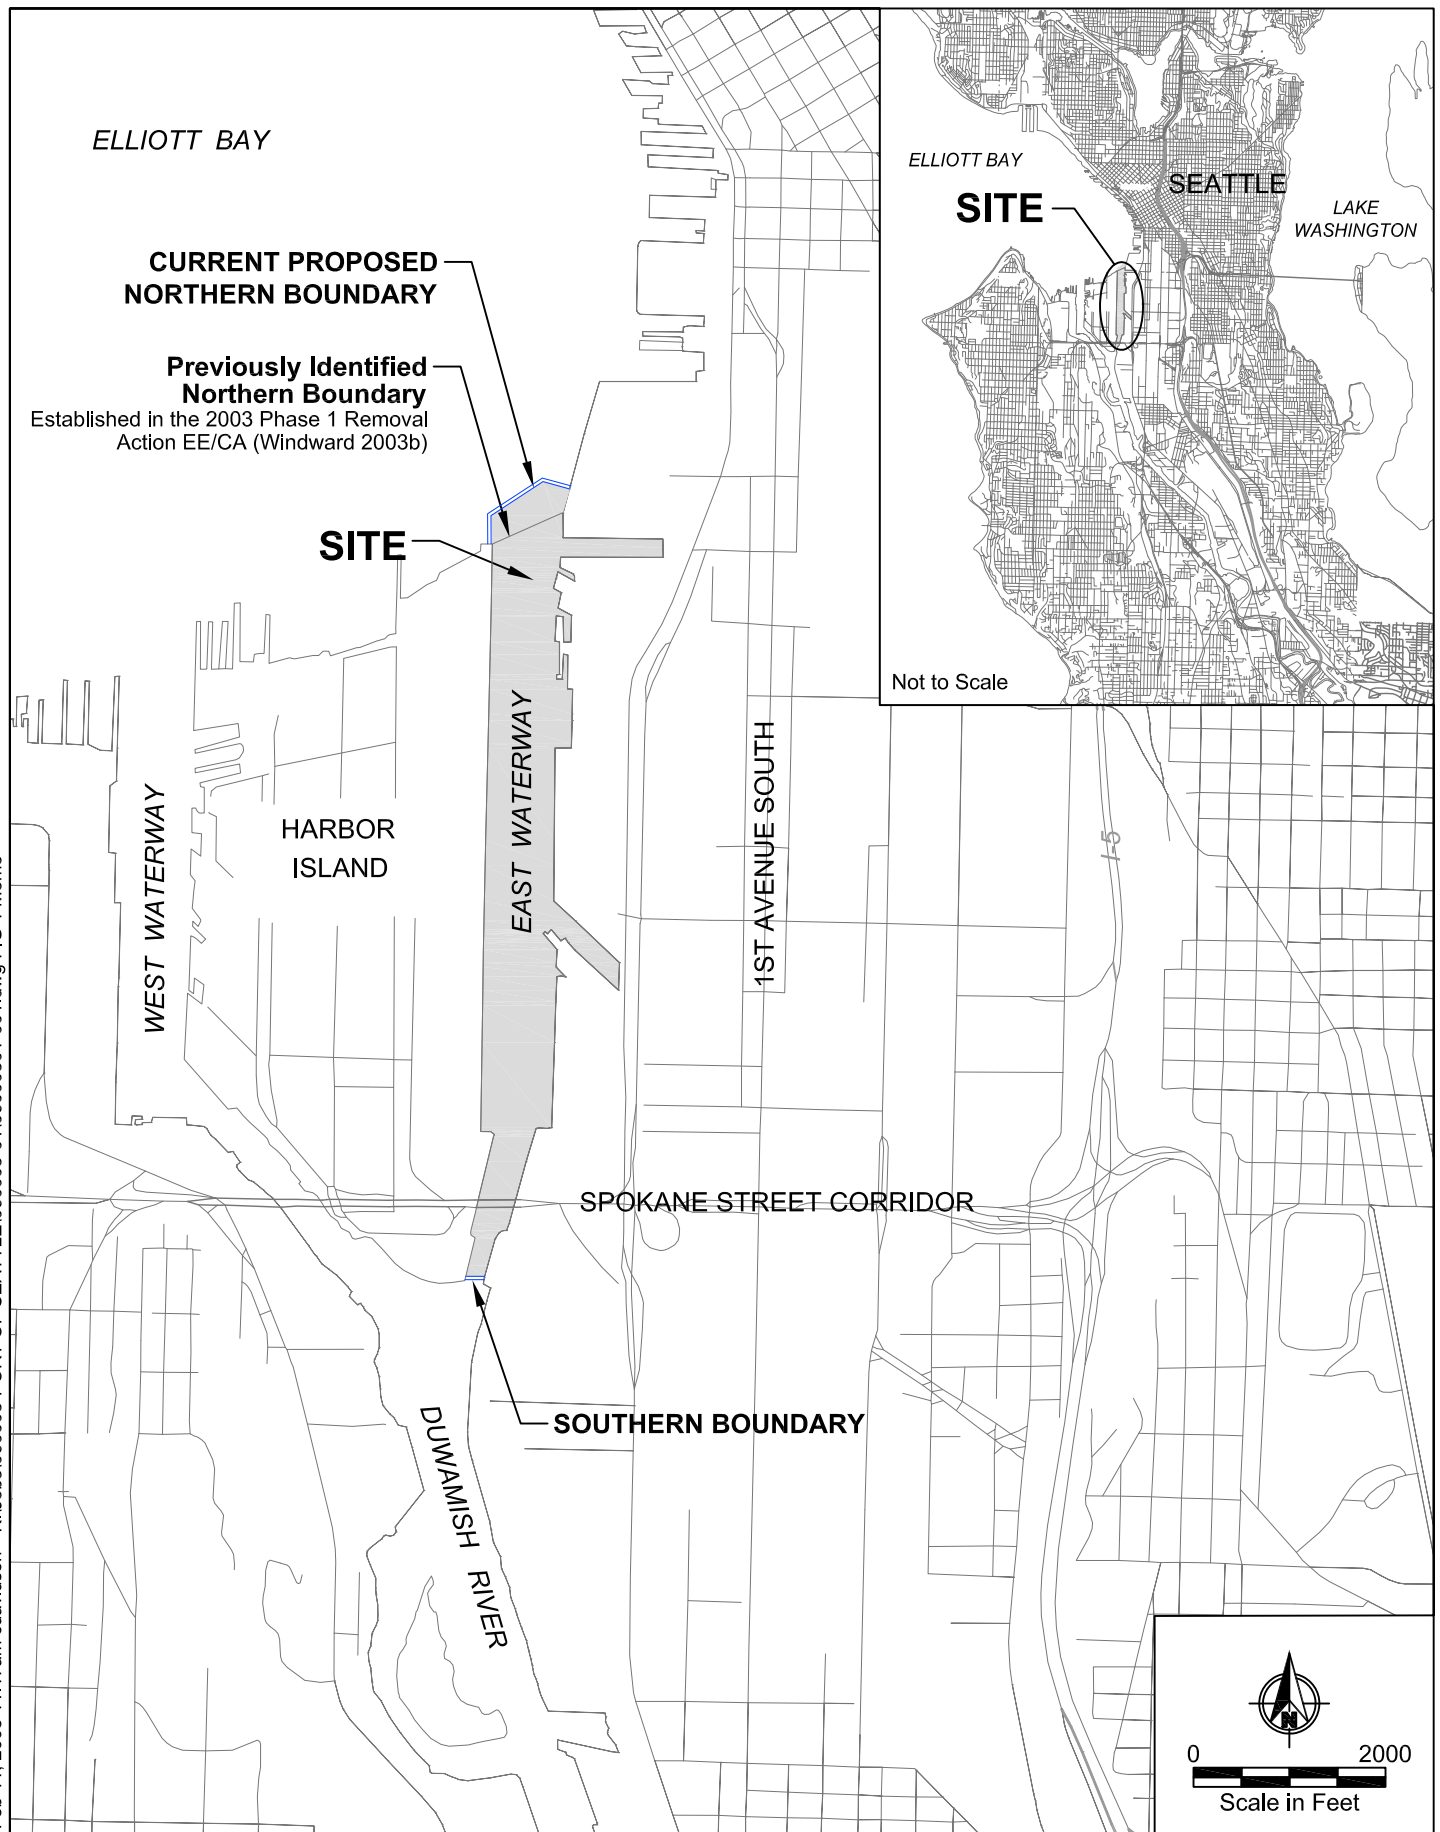 ELLIOTT BAY
CURRENT PROPOSED
NORTHERN BOUNDARY
Previously Identified
Northern Boundary
Established in the 2003 Phase 1 Removal
Action EE/CA (Windward 2003b)
SITE
ELLIOTT BAY
SITE
SEATTLE
LAKE
WASHINGTON
Not to Scale
WEST WATERWAY
HARBOR
ISLAND
EAST WATERWAY
1ST AVENUE SOUTH
I-5
SPOKANE STREET CORRIDOR
SOUTHERN BOUNDARY
DUWAMISH RIVER
N
0 2000
Scale in Feet